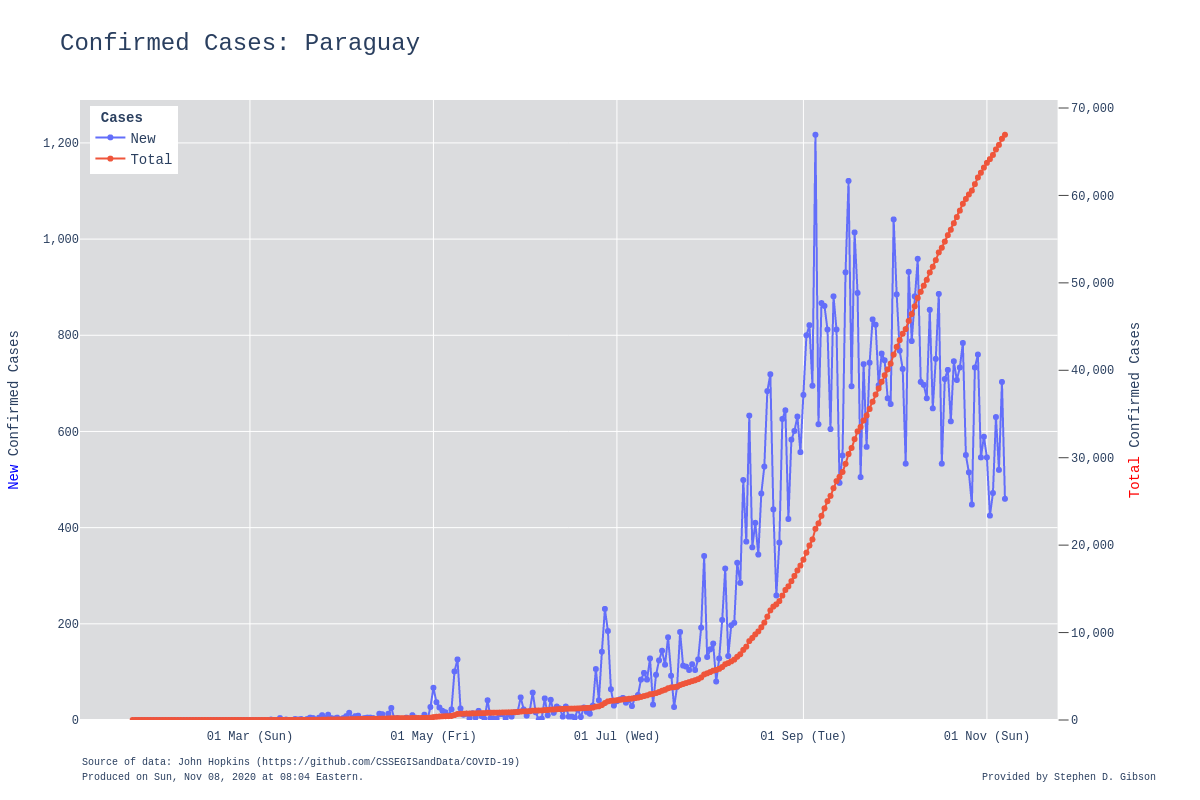 Confirmed Cases: Paraguay
Cases
New
Total
1,200
1,000
800
600
400
200
0
70,000
60,000
50,000
40,000
30,000
20,000
10,000
0
New Confirmed Cases
Total Confirmed Cases
01 Mar (Sun)
01 May (Fri)
01 Jul (Wed)
01 Sep (Tue)
01 Nov (Sun)
Source of data: John Hopkins (https://github.com/CSSEGISandData/COVID-19)
Produced on Sun, Nov 08, 2020 at 08:04 Eastern.
Provided by Stephen D. Gibson